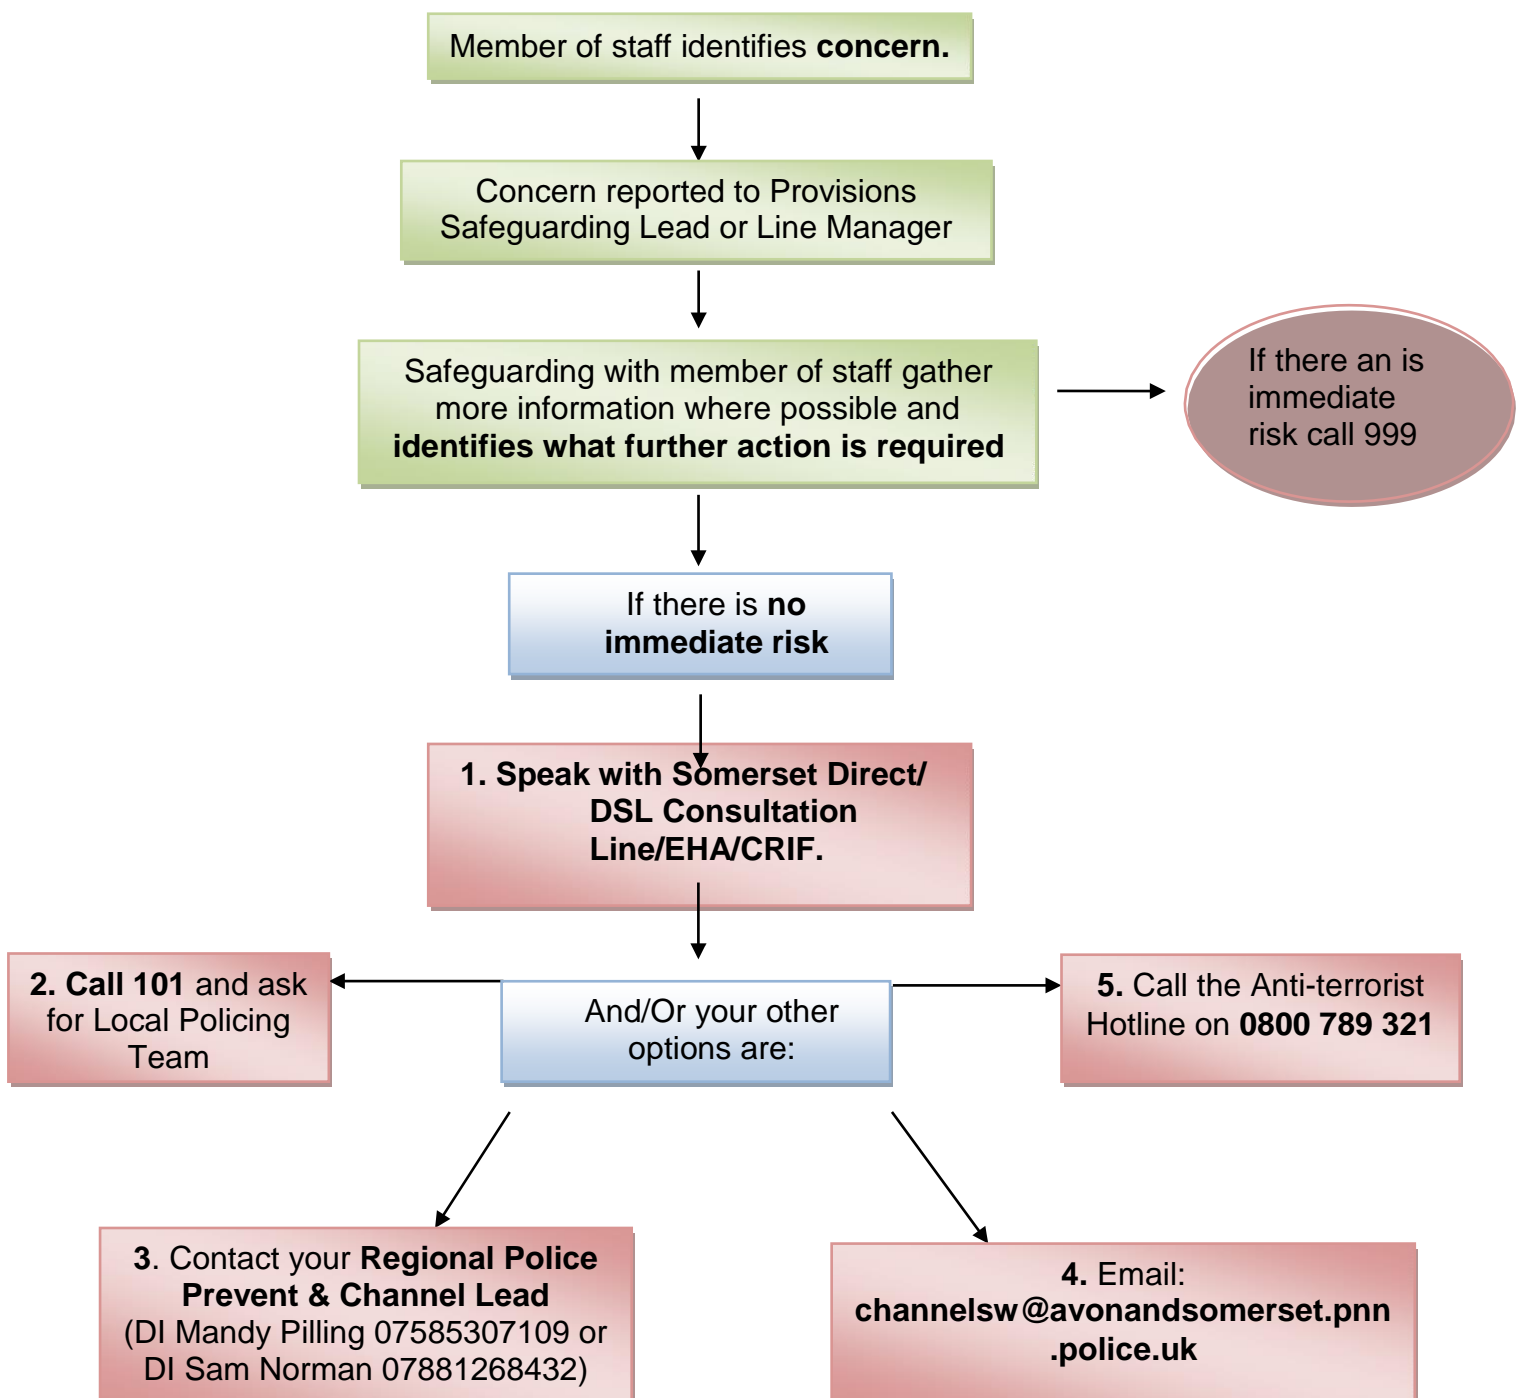 Member of staff identifies concern.
Concern reported to Provisions
Safeguarding Lead or Line Manager
Safeguarding with member of staff gather
more information where possible and
identifies what further action is required
If there an is
immediate
risk call 999
If there is no
immediate risk
1. Speak with Somerset Direct/
DSL Consultation
Line/EHA/CRIF.
2. Call 101 and ask
for Local Policing
Team
And/Or your other
options are:
5. Call the Anti-terrorist
Hotline on 0800 789 321
3. Contact your Regional Police
Prevent & Channel Lead
(DI Mandy Pilling 07585307109 or
DI Sam Norman 07881268432)
4. Email:
channelsw@avonandsomerset.pnn
.police.uk